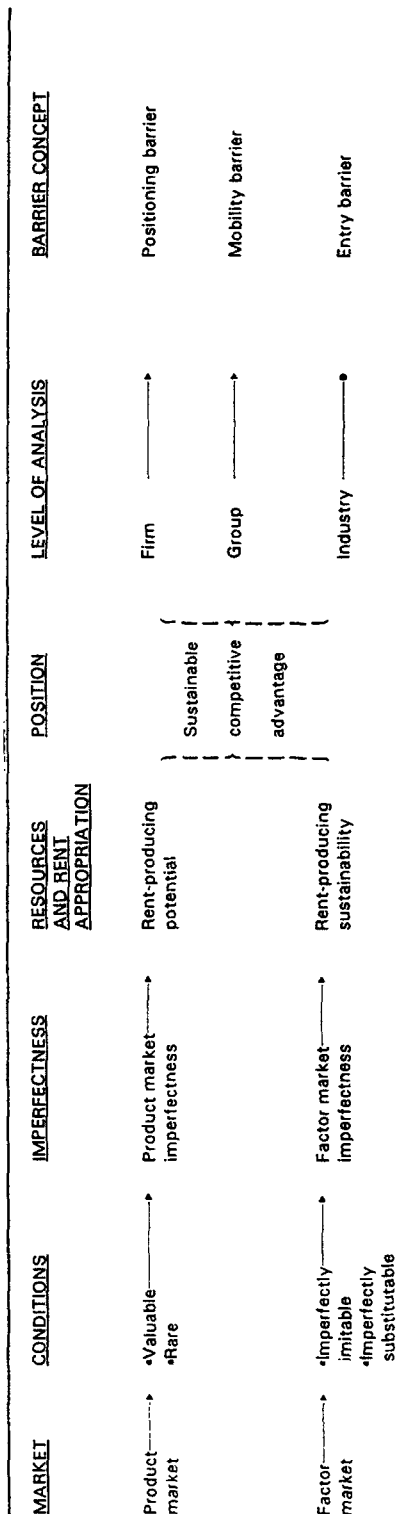 MARKET
CONDITIONS
IMPERFECTNESS
RESOURCES
AND RENT
APPROPRIATION
POSITION
LEVEL OF ANALYSIS
BARRIER CONCEPT
Product
market
•Valuable
•Rare
Product market
imperfectness
Rent-producing
potential
Sustainable
competitive
advantage
Firm
Positioning barrier
Group
Mobility barrier
Factor
market
•Imperfectly
imitable
•Imperfectly
substitutable
Factor market
imperfectness
Rent-producing
sustainability
Industry
Entry barrier